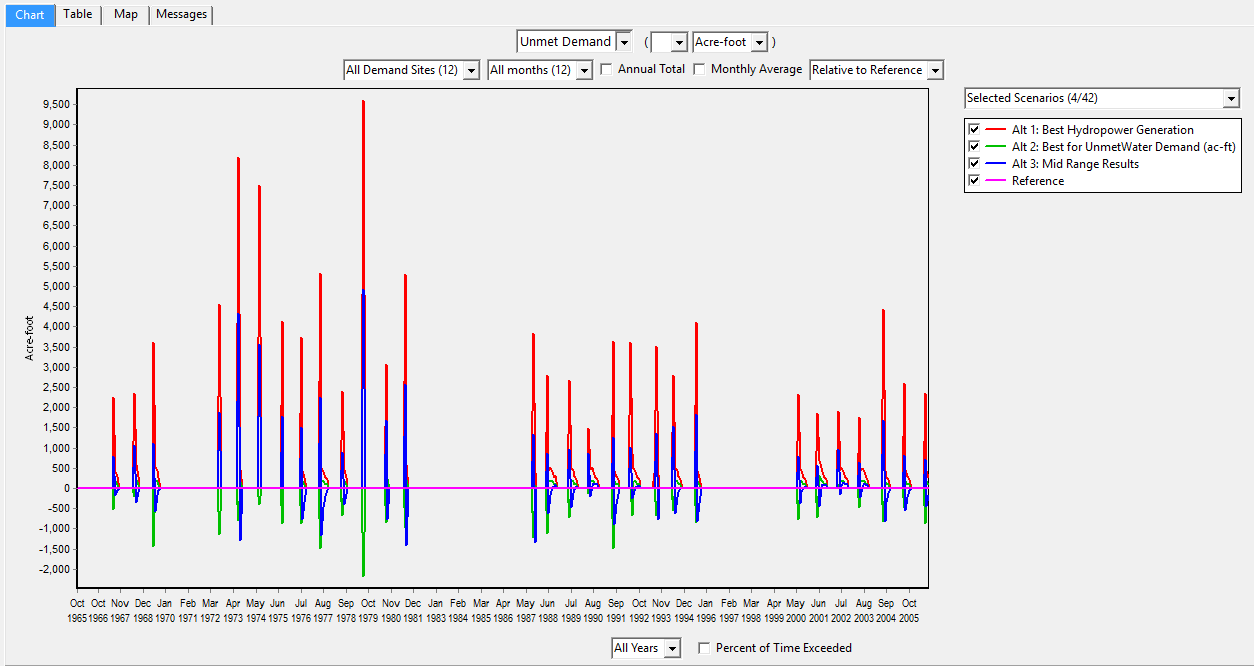 Chart Table Map Messages
Unmet Demand ( Acre-foot )
All Demand Sites (12) All months (12) Annual Total Monthly Average Relative to Reference
Selected Scenarios (4/42)
Alt 1: Best Hydropower Generation
Alt 2: Best for UnmetWater Demand (ac-ft)
Alt 3: Mid Range Results
Reference
Acre-foot
9,500
9,000
8,500
8,000
7,500
7,000
6,500
6,000
5,500
5,000
4,500
4,000
3,500
3,000
2,500
2,000
1,500
1,000
500
0
-500
-1,000
-1,500
-2,000
Oct Oct Nov Dec Jan Feb Mar Apr May Jun Jul Aug Sep Oct Nov Dec Jan Feb Mar Apr May Jun Jul Aug Sep Oct Nov Dec Jan Feb Mar Apr May Jun Jul Aug Sep Oct
1965 1966 1967 1968 1970 1971 1972 1973 1974 1975 1976 1977 1978 1979 1980 1981 1983 1984 1985 1986 1987 1988 1989 1990 1991 1992 1993 1994 1996 1997 1998 1999 2000 2001 2002 2003 2004 2005
All Years Percent of Time Exceeded